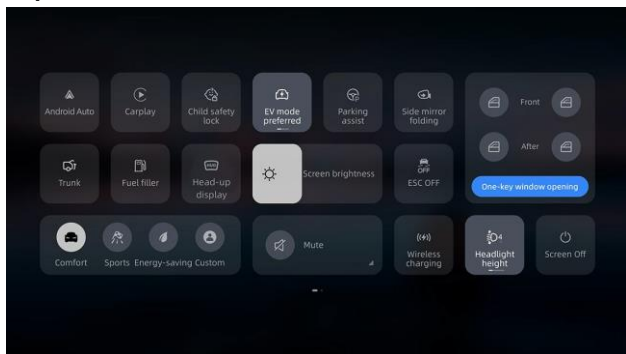 Android Auto
Carplay
Child safety
lock
EV mode
preferred
Parking
assist
Side mirror
folding
Front
After
One-key window opening
Trunk
Fuel filler
Head-up
display
Screen brightness
OFF
ESC OFF
Comfort
Sports
Energy-saving
Custom
Mute
Wireless
charging
4
Headlight
height
Screen Off